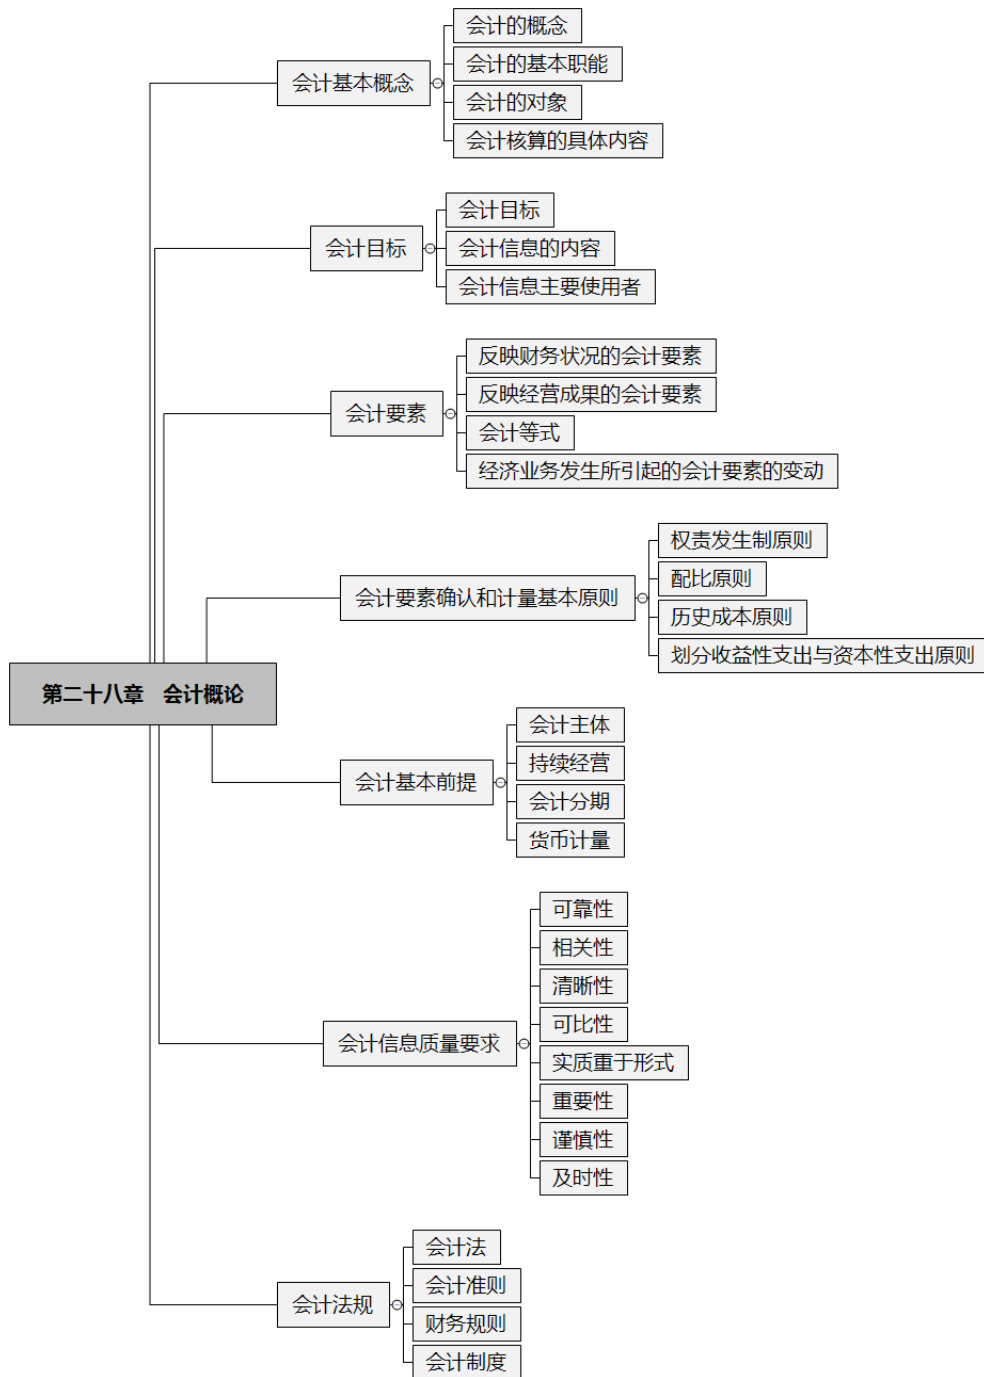 第二十八章　会计概论
会计基本概念
会计的概念
会计的基本职能
会计的对象
会计核算的具体内容
会计目标
会计目标
会计信息的内容
会计信息主要使用者
会计要素
反映财务状况的会计要素
反映经营成果的会计要素
会计等式
经济业务发生所引起的会计要素的变动
会计要素确认和计量基本原则
权责发生制原则
配比原则
历史成本原则
划分收益性支出与资本性支出原则
会计基本前提
会计主体
持续经营
会计分期
货币计量
会计信息质量要求
可靠性
相关性
清晰性
可比性
实质重于形式
重要性
谨慎性
及时性
会计法规
会计法
会计准则
财务规则
会计制度